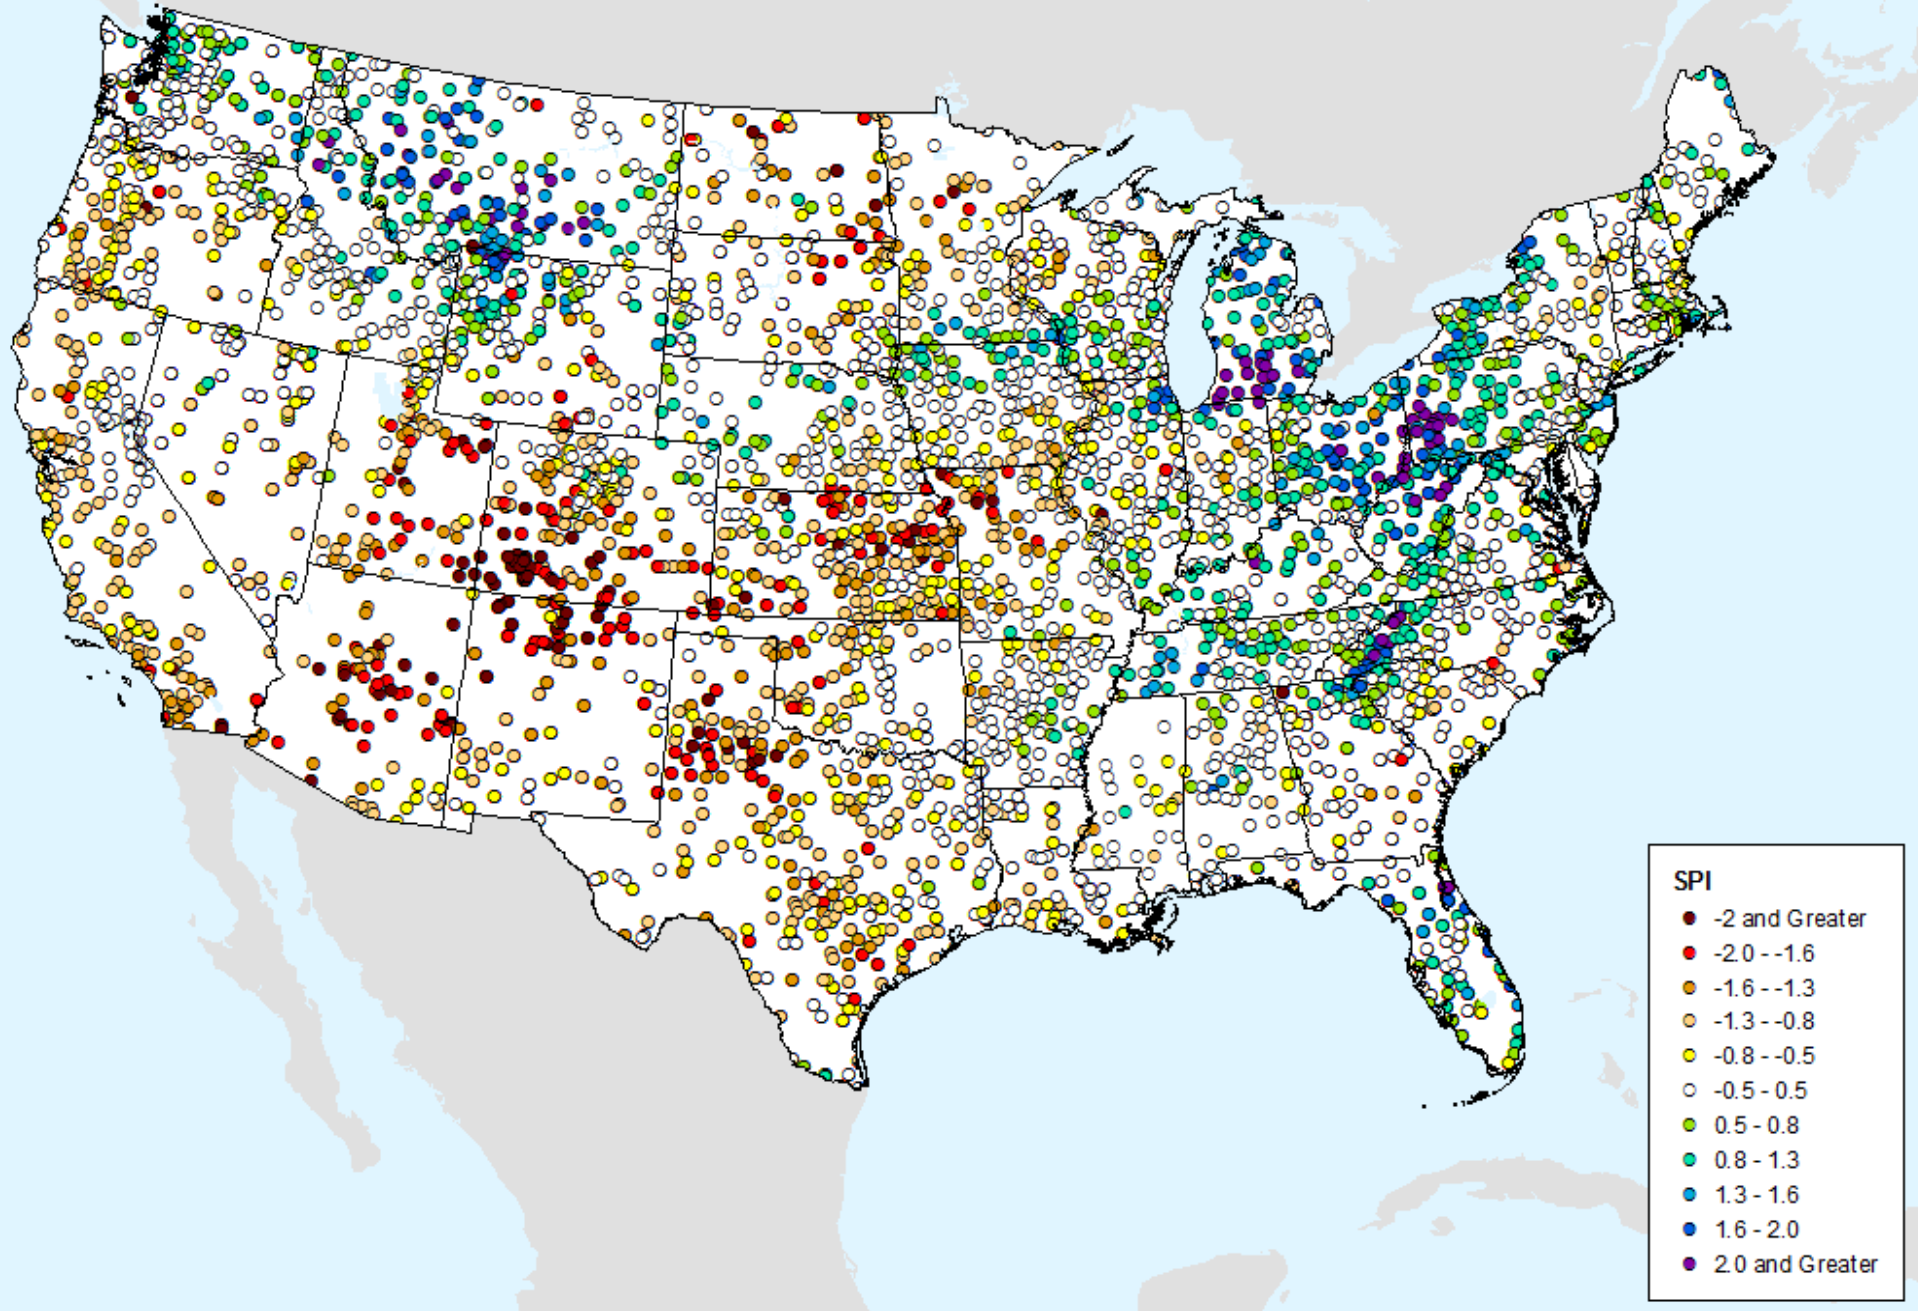 SPI
-2 and Greater
-2.0 - -1.6
-1.6 - -1.3
-1.3 - -0.8
-0.8 - -0.5
-0.5 - 0.5
0.5 - 0.8
0.8 - 1.3
1.3 - 1.6
1.6 - 2.0
2.0 and Greater